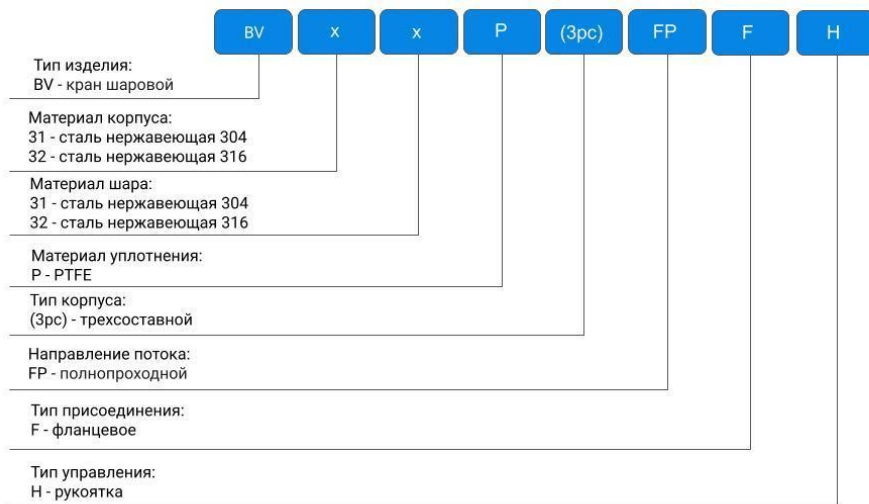 BV x x P (3pc) FP F H
Тип изделия:
BV - кран шаровой
Материал корпуса:
31 - сталь нержавеющая 304
32 - сталь нержавеющая 316
Материал шара:
31 - сталь нержавеющая 304
32 - сталь нержавеющая 316
Материал уплотнения:
P - PTFE
Тип корпуса:
(3pc) - трехсоставной
Направление потока:
FP - полнопроходной
Тип присоединения:
F - фланцевое
Тип управления:
H - рукоятка